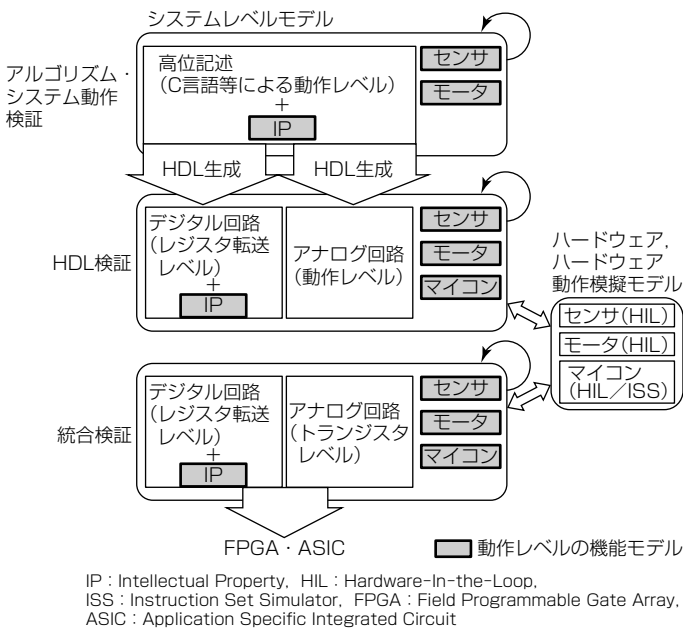 システムレベルモデル
アルゴリズム・
システム動作
検証
高位記述
(C言語等による動作レベル)
+
IP
センサ
モータ
HDL生成
HDL生成
HDL検証
デジタル回路
(レジスタ転送
レベル)
+
IP
アナログ回路
(動作レベル)
センサ
モータ
マイコン
ハードウェア,
ハードウェア
動作模擬モデル
センサ(HIL)
モータ(HIL)
マイコン
(HIL/ISS)
統合検証
デジタル回路
(レジスタ転送
レベル)
+
IP
アナログ回路
(トランジスタ
レベル)
センサ
モータ
マイコン
FPGA・ASIC
動作レベルの機能モデル
IP:Intellectual Property, HIL:Hardware-In-the-Loop,
ISS:Instruction Set Simulator, FPGA:Field Programmable Gate Array,
ASIC:Application Specific Integrated Circuit